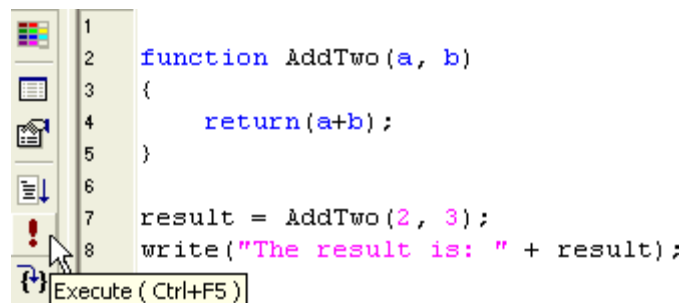 1
2 function AddTwo(a, b)
3 {
4 return(a+b);
5 }
6
7 result = AddTwo(2, 3);
8 write("The result is: " + result);
Execute ( Ctrl+F5 )